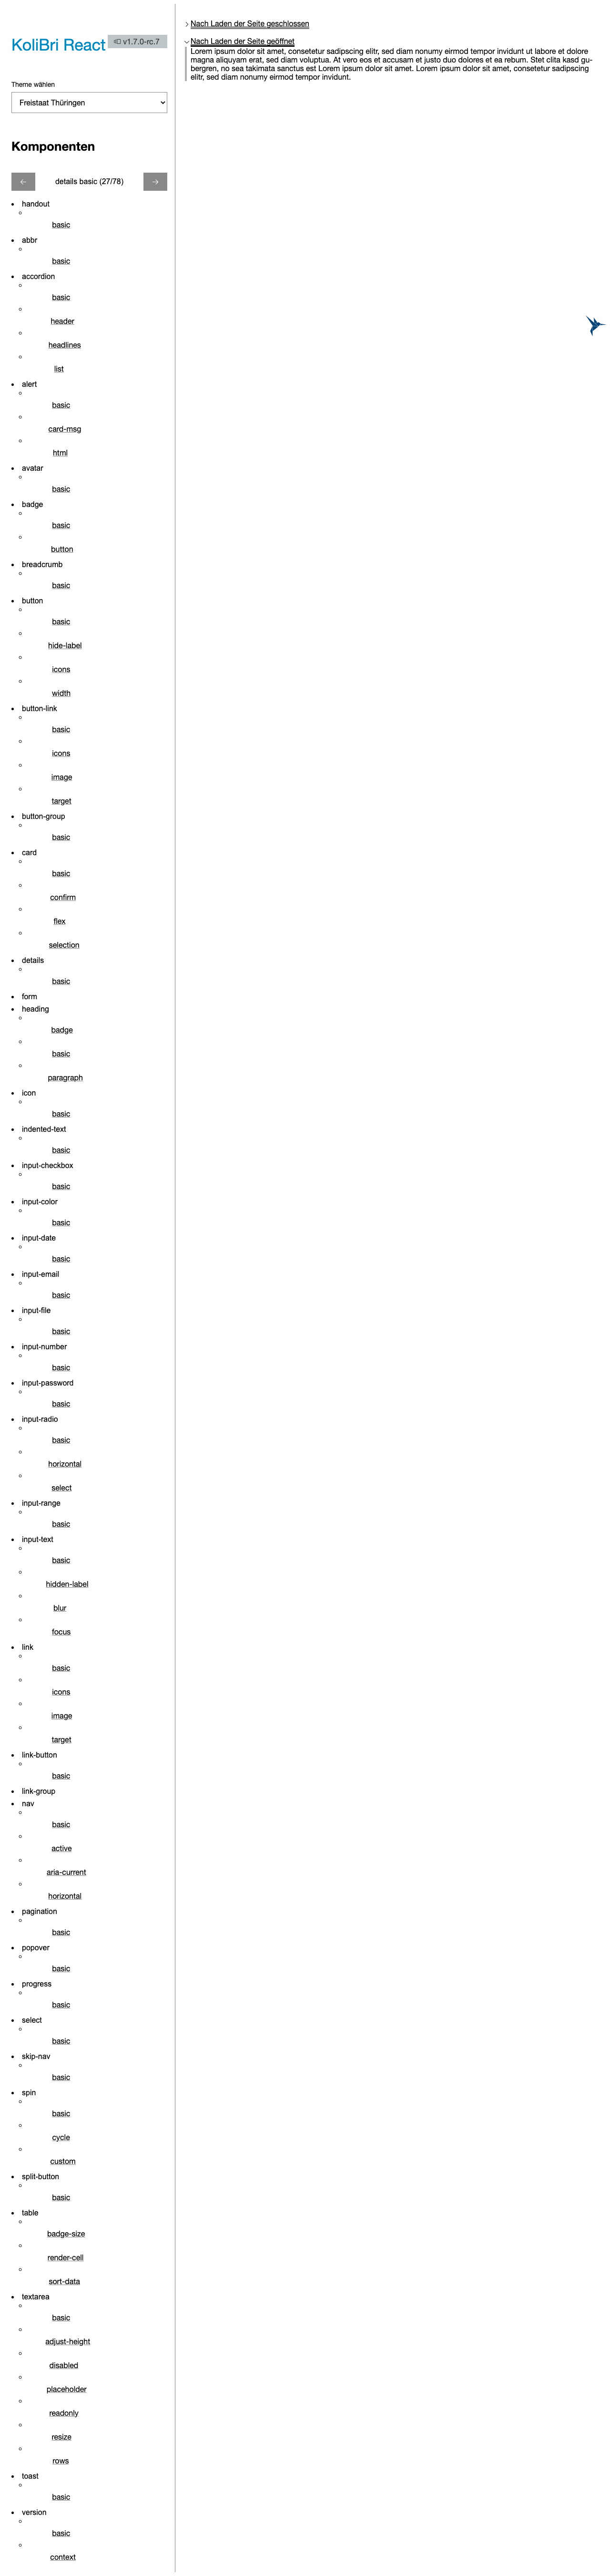 KoliBri React
v1.7.0-rc.7
Theme wählen
Freistaat Thüringen
Komponenten
details basic (27/78)
handout
basic
abbr
basic
accordion
basic
header
headlines
list
alert
basic
card-msg
html
avatar
basic
badge
basic
button
breadcrumb
basic
button
basic
hide-label
icons
width
button-link
basic
icons
image
target
button-group
basic
card
basic
confirm
flex
selection
details
basic
form
heading
badge
basic
paragraph
icon
basic
indented-text
basic
input-checkbox
basic
input-color
basic
input-date
basic
input-email
basic
input-file
basic
input-number
basic
input-password
basic
input-radio
basic
horizontal
select
input-range
basic
input-text
basic
hidden-label
blur
focus
link
basic
icons
image
target
link-button
basic
link-group
nav
basic
active
aria-current
horizontal
pagination
basic
popover
basic
progress
basic
select
basic
skip-nav
basic
spin
basic
cycle
custom
split-button
basic
table
badge-size
render-cell
sort-data
textarea
basic
adjust-height
disabled
placeholder
readonly
resize
rows
toast
basic
version
basic
context
Nach Laden der Seite geschlossen
Nach Laden der Seite geöffnet
Lorem ipsum dolor sit amet, consetetur sadipscing elitr, sed diam nonumy eirmod tempor invidunt ut labore et dolore
magna aliquyam erat, sed diam voluptua. At vero eos et accusam et justo duo dolores et ea rebum. Stet clita kasd gu-
bergren, no sea takimata sanctus est Lorem ipsum dolor sit amet. Lorem ipsum dolor sit amet, consetetur sadipscing
elitr, sed diam nonumy eirmod tempor invidunt.